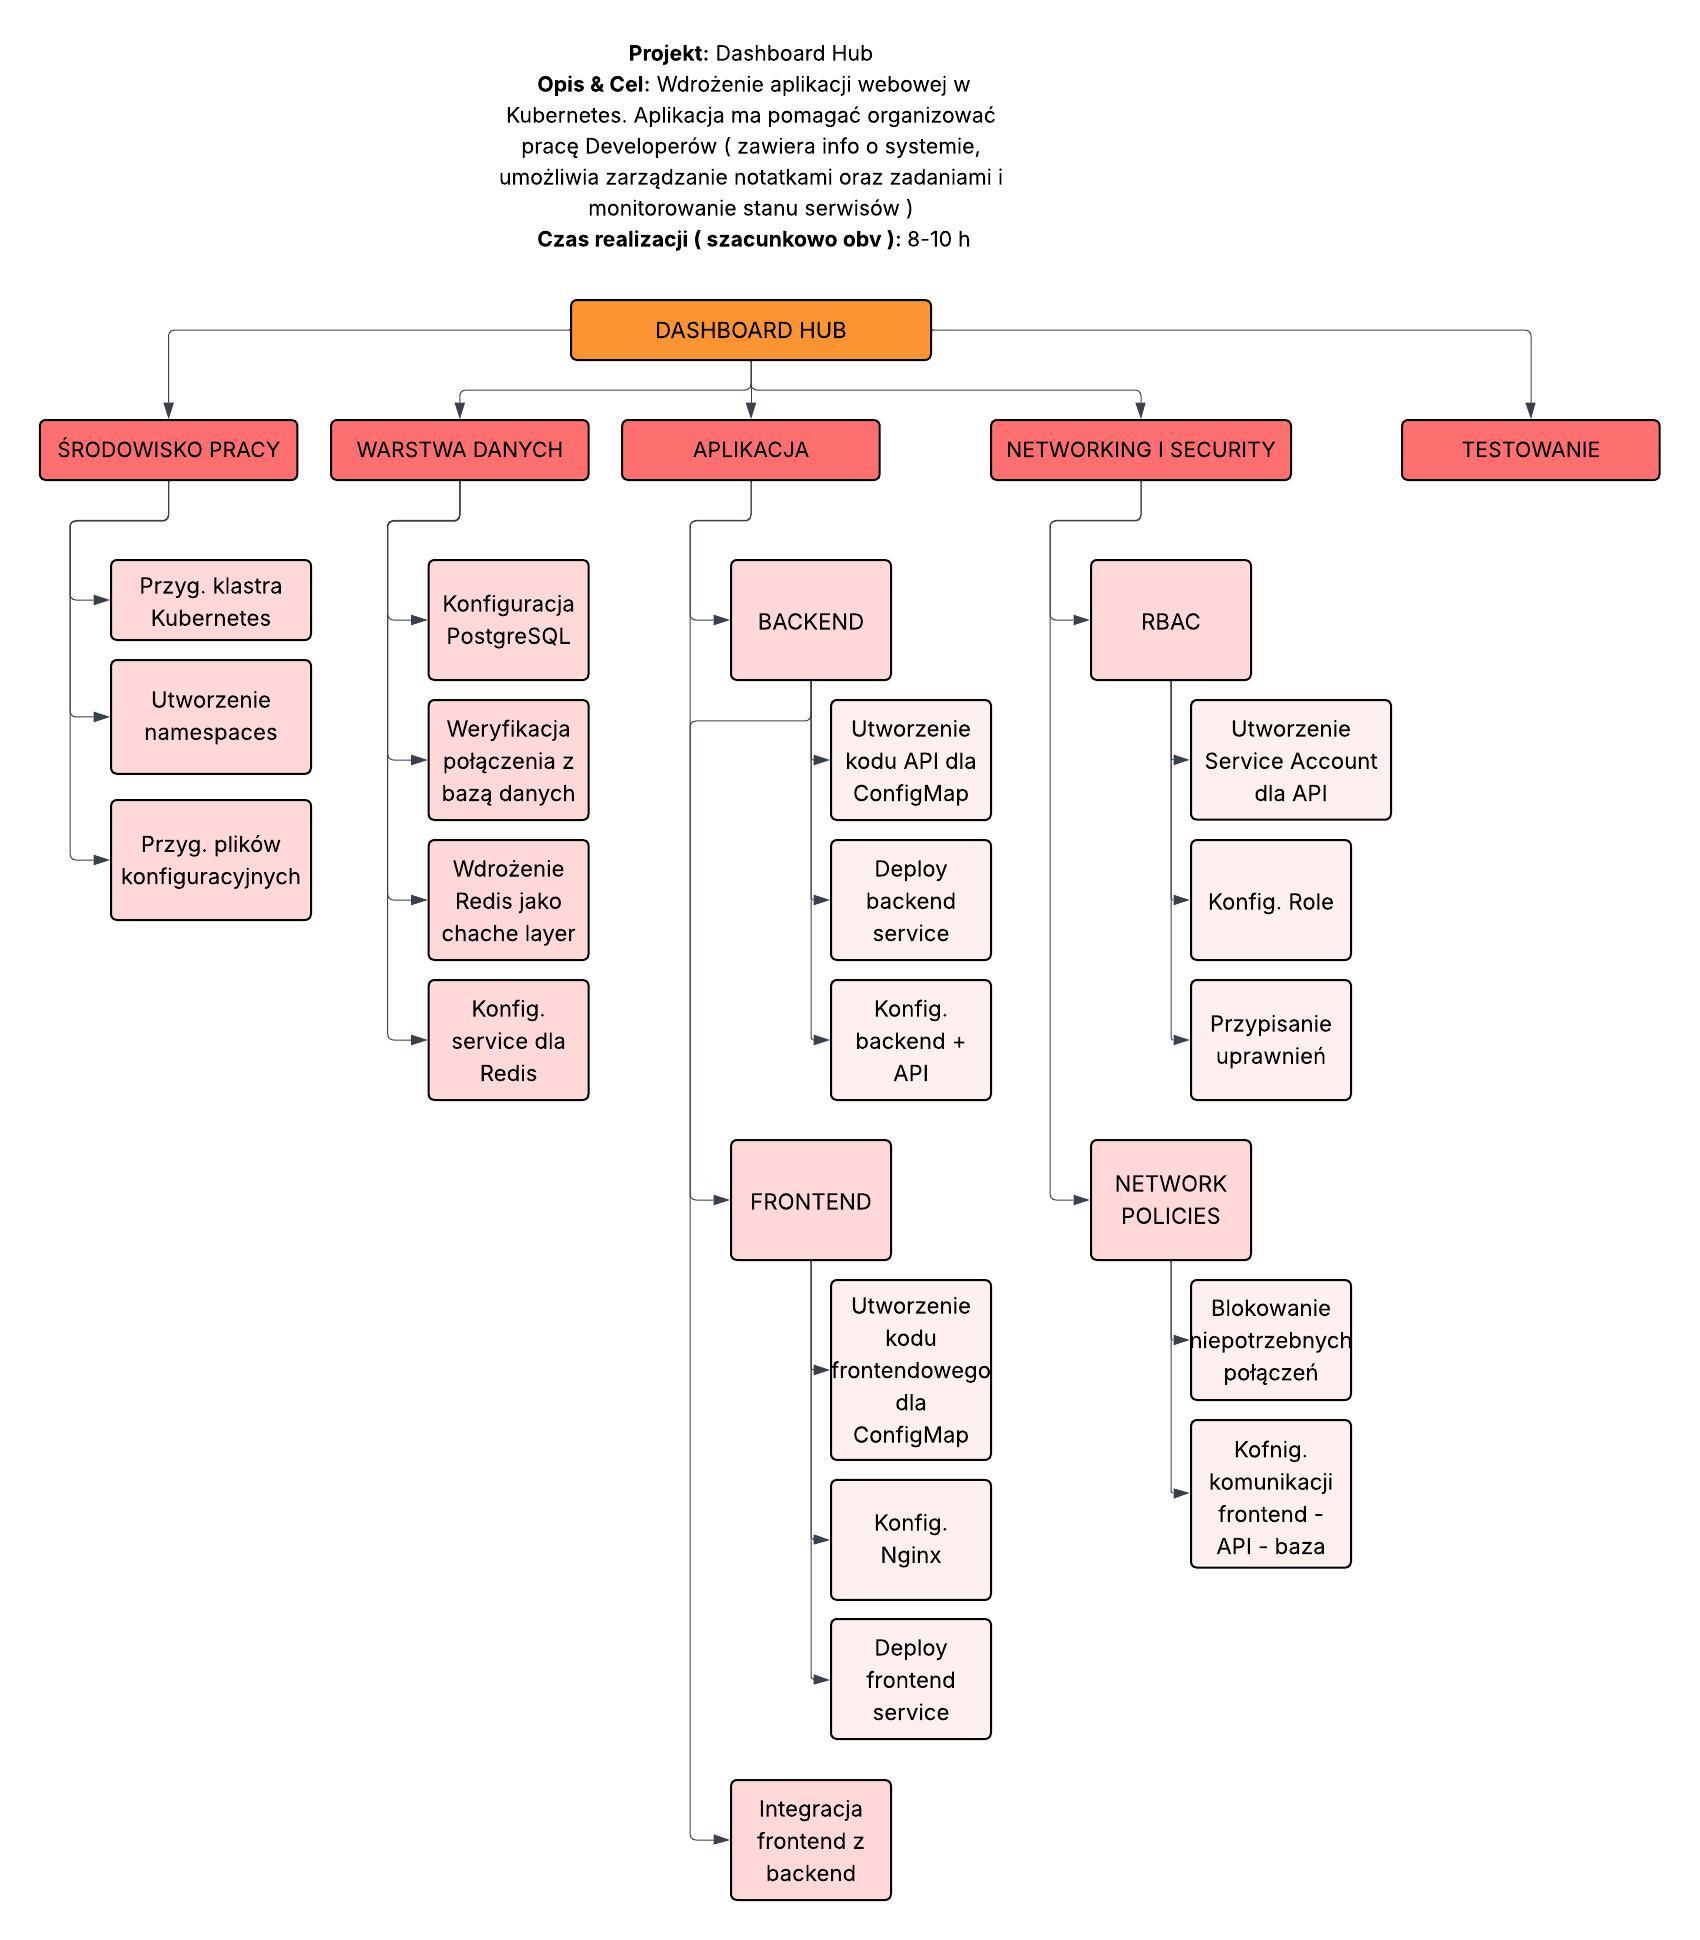 Projekt: Dashboard Hub
Opis & Cel: Wdrożenie aplikacji webowej w
Kubernetes. Aplikacja ma pomagać organizować
pracę Developerów ( zawiera info o systemie,
umożliwia zarządzanie notatkami oraz zadaniami i
monitorowanie stanu serwisów )
Czas realizacji ( szacunkowo obv ): 8-10 h
DASHBOARD HUB
ŚRODOWISKO PRACY
WARSTWA DANYCH
APLIKACJA
NETWORKING I SECURITY
TESTOWANIE
Przyg. klastra
Kubernetes
Utworzenie
namespaces
Przyg. plików
konfiguracyjnych
Konfiguracja
PostgreSQL
Weryfikacja
połączenia z
bazą danych
Wdrożenie
Redis jako
chache layer
Konfig.
service dla
Redis
BACKEND
Utworzenie
kodu API dla
ConfigMap
Deploy
backend
service
Konfig.
backend +
API
FRONTEND
Utworzenie
kodu
frontendowego
dla
ConfigMap
Konfig.
Nginx
Deploy
frontend
service
Integracja
frontend z
backend
RBAC
Utworzenie
Service Account
dla API
Konfig. Role
Przypisanie
uprawnień
NETWORK
POLICIES
Blokowanie
niepotrzebnych
połączeń
Kofnig.
komunikacji
frontend -
API - baza